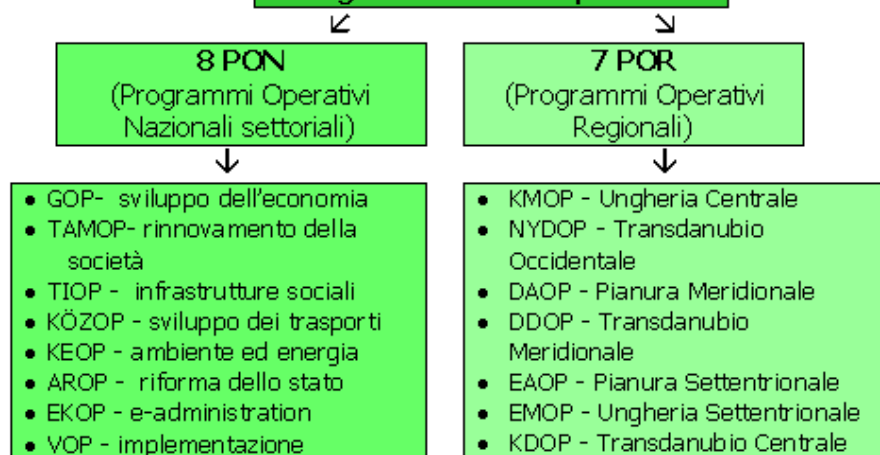 8 PON
(Programmi Operativi
Nazionali settoriali)
7 POR
(Programmi Operativi
Regionali)
• GOP- sviluppo dell'economia
• TAMOP- rinnovamento della
società
• TIOP - infrastrutture sociali
• KÖZOP - sviluppo dei trasporti
• KEOP - ambiente ed energia
• AROP - riforma dello stato
• EKOP - e-administration
• VOP - implementazione
• KMOP - Ungheria Centrale
• NYDOP - Transdanubio
Occidentale
• DAOP - Pianura Meridionale
• DDOP - Transdanubio
Meridionale
• EAOP - Pianura Settentrionale
• EMOP - Ungheria Settentrionale
• KDOP - Transdanubio Centrale